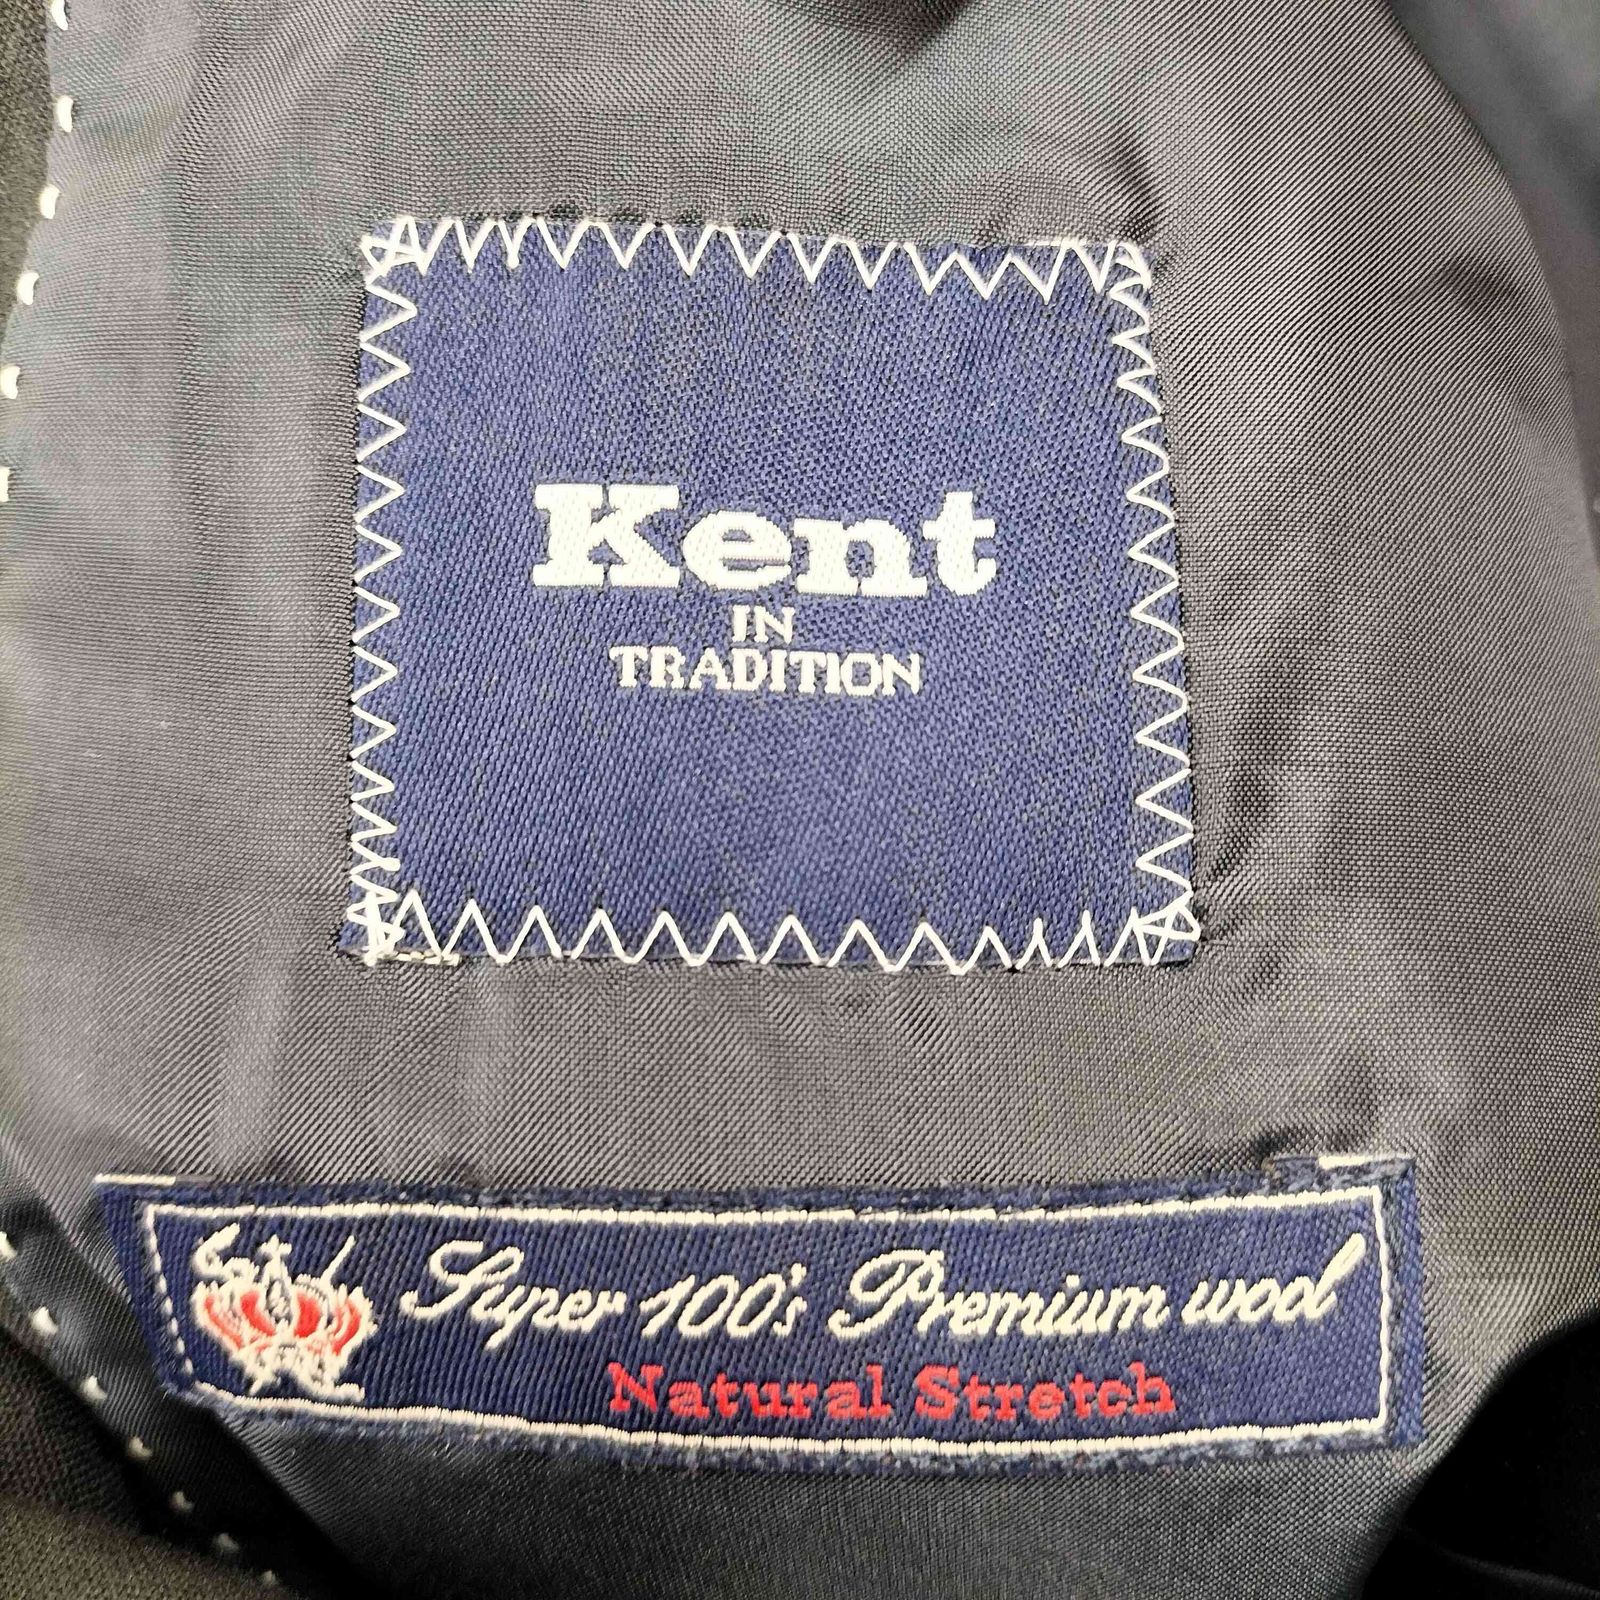 Kent
IN
TRADITION
Super 100's Premium wool
Natural Stretch